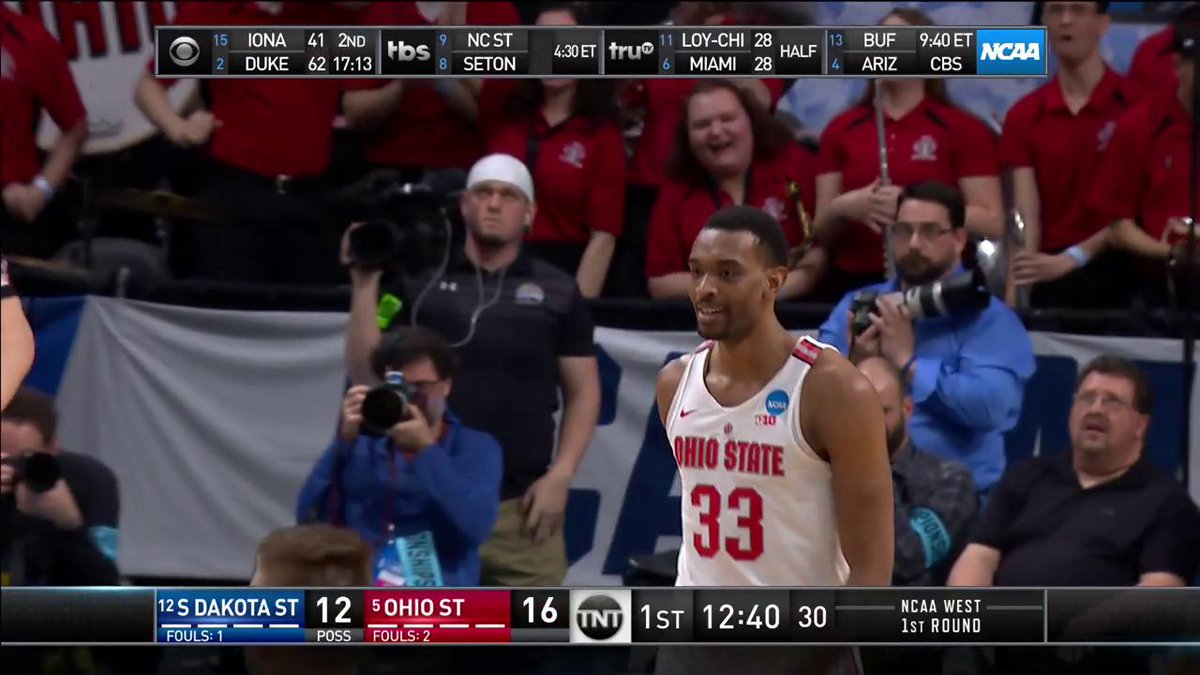 15 IONA 41 2ND
2 DUKE 62 17:13
tbs
9 NC ST
8 SETON
4:30 ET
truTV
11 LOY-CHI 28
6 MIAMI 28
HALF
13 BUF 9:40 ET
4 ARIZ CBS
NCAA
NCAA
B1G
OHIO STATE
33
12 S DAKOTA ST 12
FOULS: 1 POSS
5 OHIO ST 16
FOULS: 2
TNT
1ST 12:40 30
NCAA WEST
1ST ROUND